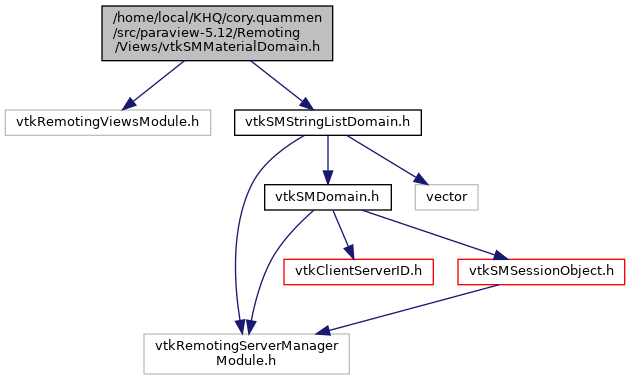 /home/local/KHQ/cory.quammen
/src/paraview-5.12/Remoting
/Views/vtkSMMaterialDomain.h
vtkRemotingViewsModule.h
vtkSMStringListDomain.h
vtkSMDomain.h
vector
vtkClientServerID.h
vtkSMSessionObject.h
vtkRemotingServerManager
Module.h